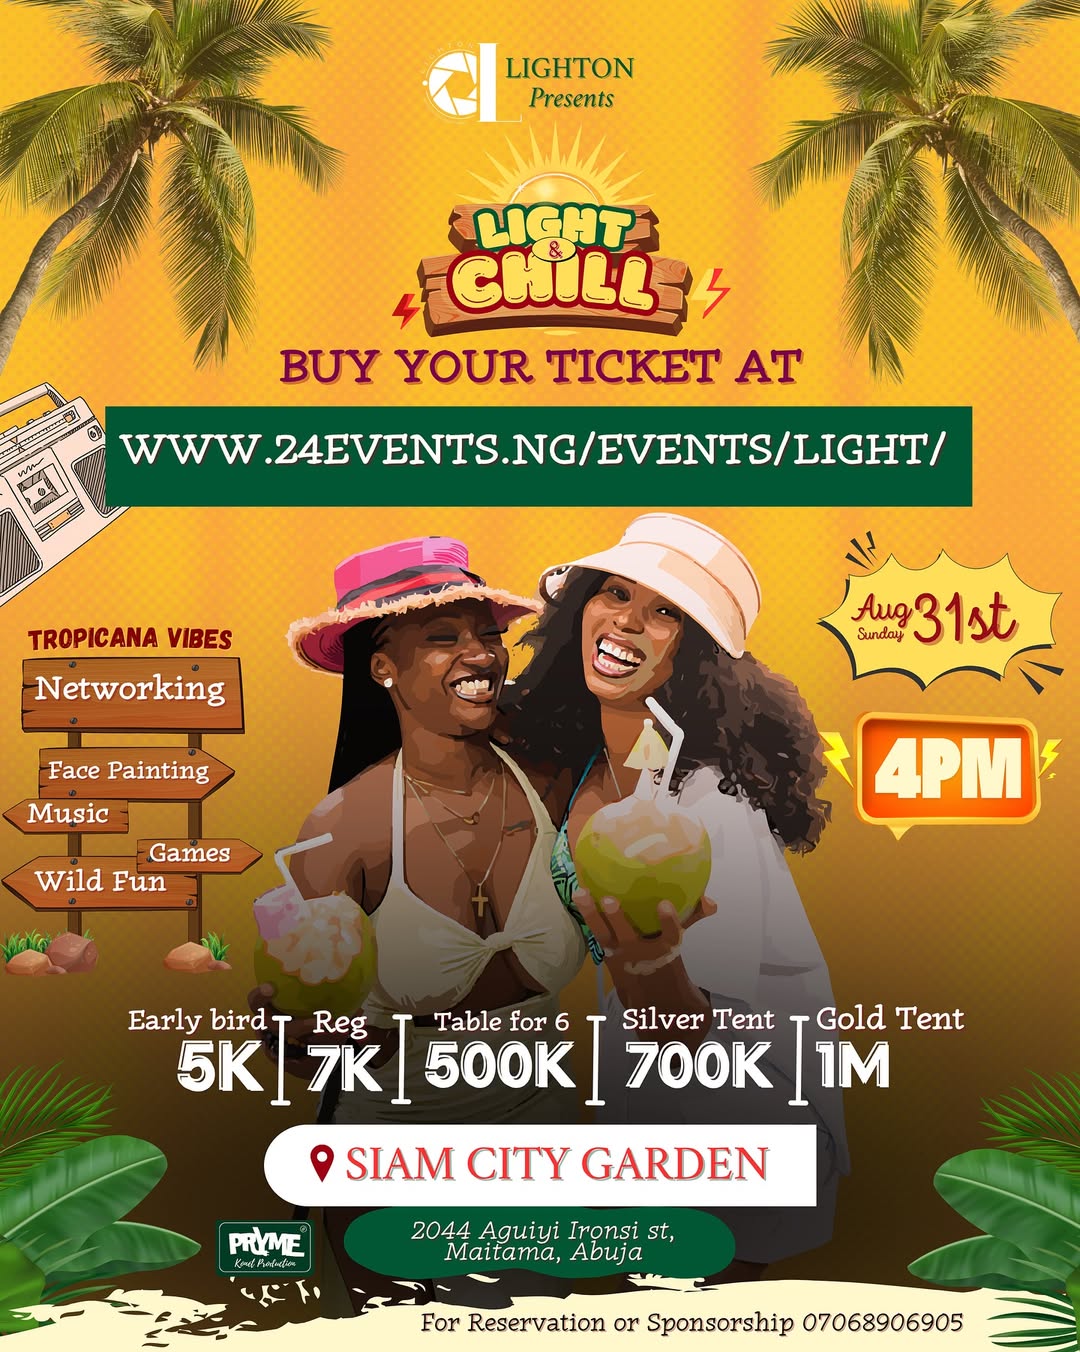 LIGHTON
Presents
LIGHT
&
CHILL
BUY YOUR TICKET AT
WWW.24EVENTS.NG/EVENTS/LIGHT/
Aug
Sunday
31st
4PM
TROPICANA VIBES
Networking
Face Painting
Music
Games
Wild Fun
Early bird
5K
Reg
7K
Table for 6
500K
Silver Tent
700K
Gold Tent
1M
SIAM CITY GARDEN
2044 Aguiyi Ironsi st,
Maitama, Abuja
PRYME
Konet Production
For Reservation or Sponsorship 07068906905